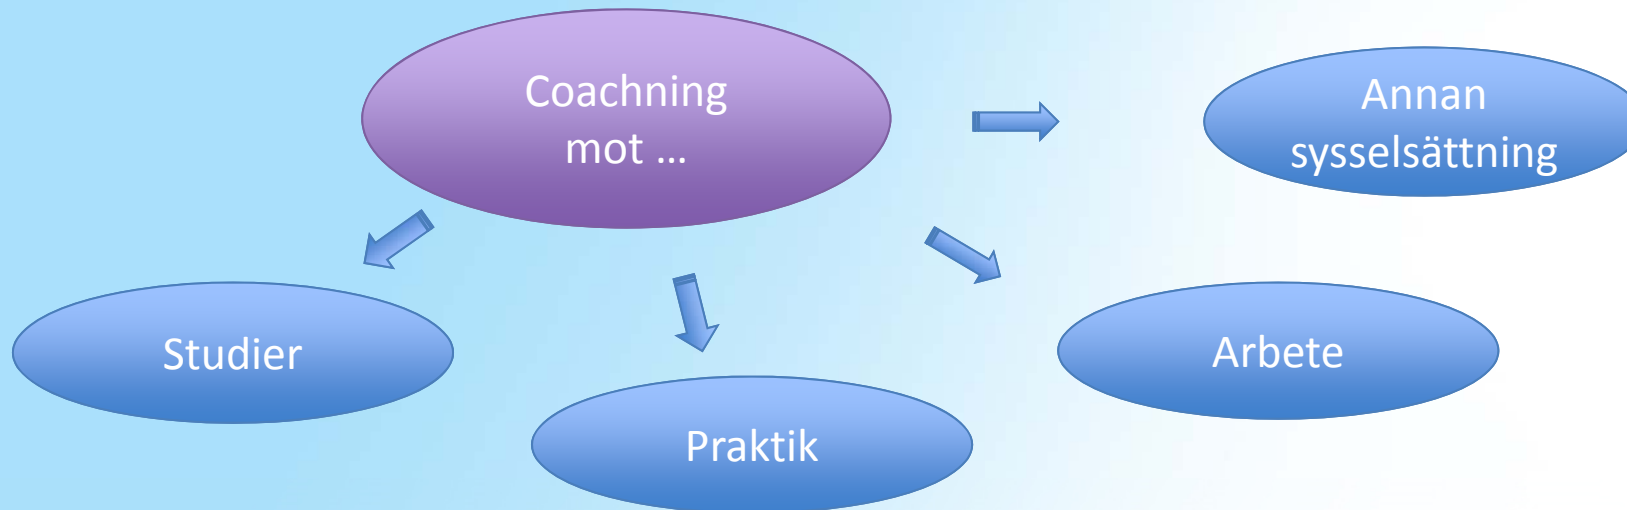 Coachning
mot ...
Annan
sysselsättning
Studier
Arbete
Praktik